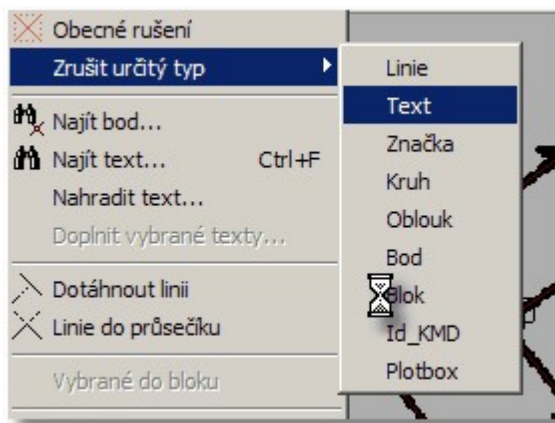 Obecné rušení
Zrušit určitý typ
Najít bod...
Najít text... Ctrl+F
Nahradit text...
Doplnit vybrané texty...
Dotáhnout linii
Linie do průsečíku
Vybrané do bloku
Linie
Text
Značka
Kruh
Oblouk
Bod
Blok
Id_KMD
Plotbox